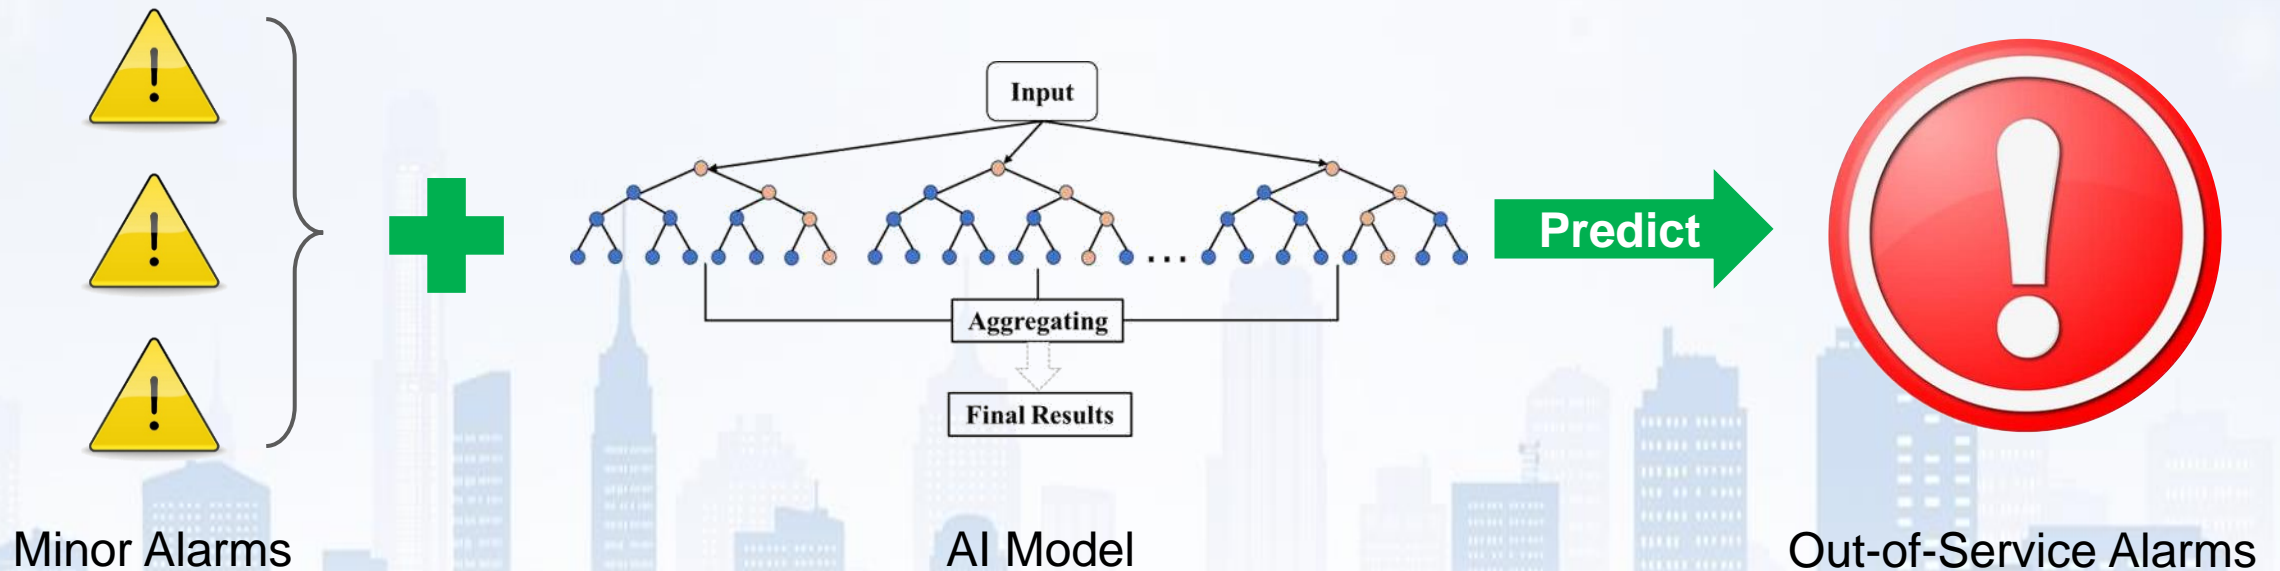 Input
Predict
...
Aggregating
Final Results
Minor Alarms
AI Model
Out-of-Service Alarms